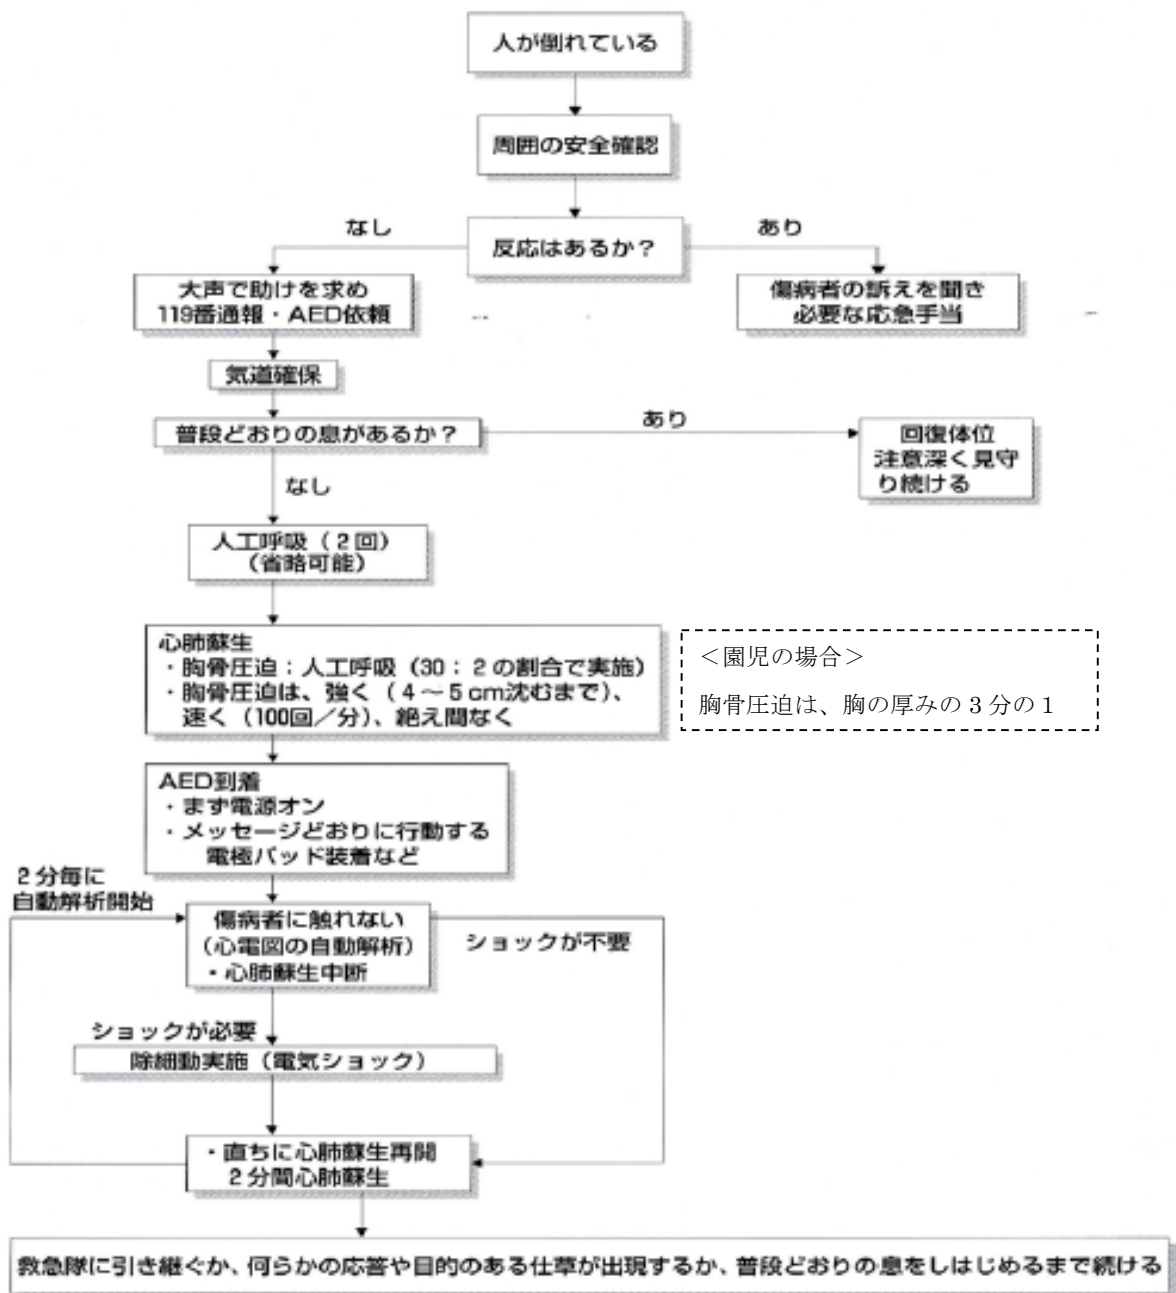 人が倒れている
周囲の安全確認
反応はあるか？
なし
あり
大声で助けを求め
119番通報・AED依頼
傷病者の訴えを聞き
必要な応急手当
気道確保
普段どおりの息があるか？
あり
回復体位
注意深く見守
り続ける
なし
人工呼吸（２回）
（省略可能）
心肺蘇生
・胸骨圧迫：人工呼吸（30：２の割合で実施）
・胸骨圧迫は、強く（４～５cm沈むまで）、
速く（100回／分）、絶え間なく
＜園児の場合＞
胸骨圧迫は、胸の厚みの３分の１
AED到着
・まず電源オン
・メッセージどおりに行動する
電極パッド装着など
２分毎に
自動解析開始
傷病者に触れない
（心電図の自動解析）
・心肺蘇生中断
ショックが不要
ショックが必要
除細動実施（電気ショック）
・直ちに心肺蘇生再開
２分間心肺蘇生
救急隊に引き継ぐか、何らかの応答や目的のある仕草が出現するか、普段どおりの息をしはじめるまで続ける